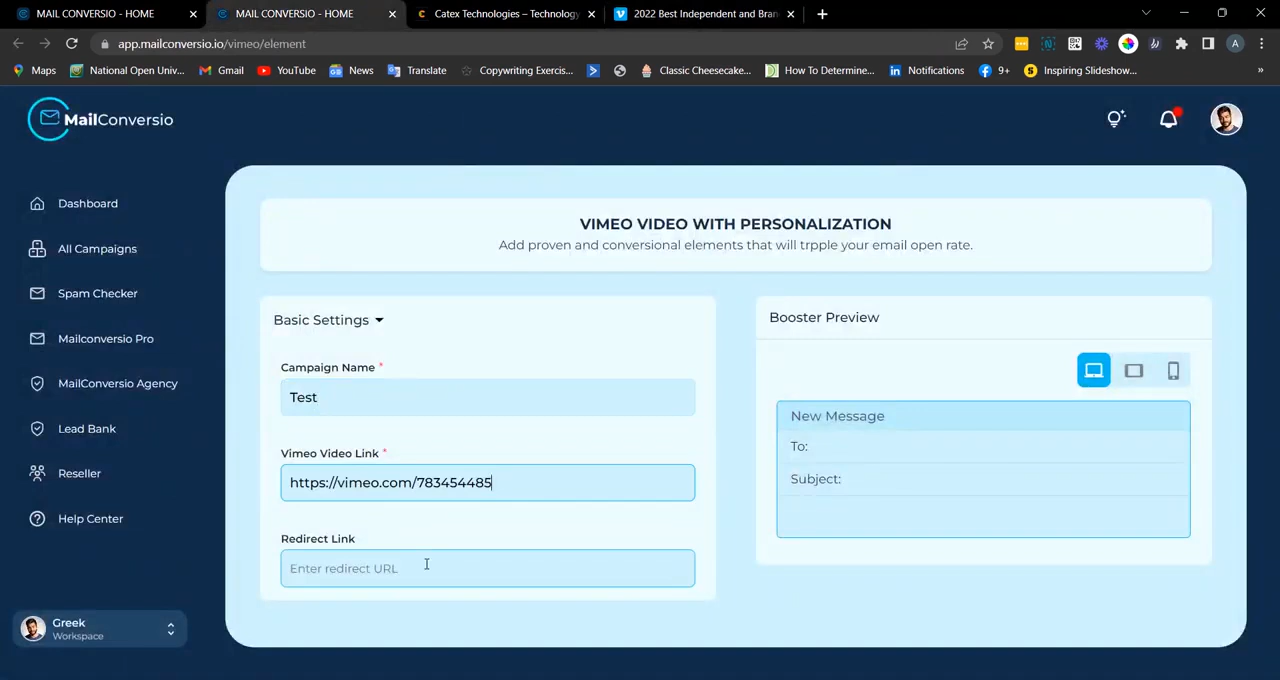 MAIL CONVERSIO - HOME
MAIL CONVERSIO - HOME
Catex Technologies – Technology
2022 Best Independent and Bran
app.mailconversio.io/vimeo/element
A
Maps
National Open Univ...
Gmail
YouTube
News
Translate
Copywriting Exercis...
Classic Cheesecake...
How To Determine...
Notifications
9+
Inspiring Slideshow...
»
MailConversio
Dashboard
All Campaigns
Spam Checker
Mailconversio Pro
MailConversio Agency
Lead Bank
Reseller
Help Center
Greek
Workspace
VIMEO VIDEO WITH PERSONALIZATION
Add proven and conversional elements that will trpple your email open rate.
Basic Settings
Campaign Name *
Test
Vimeo Video Link *
https://vimeo.com/783454485
Redirect Link
Enter redirect URL
Booster Preview
New Message
To:
Subject: